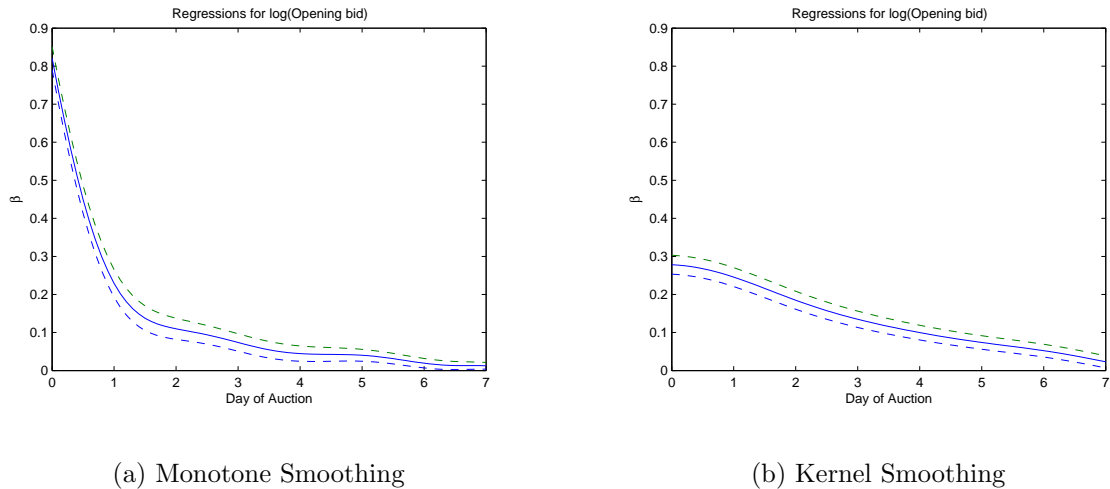 Regressions for log(Opening bid)
0.9
0.8
0.7
0.6
0.5
0.4
0.3
0.2
0.1
0
β
0 1 2 3 4 5 6 7
Day of Auction
(a) Monotone Smoothing
Regressions for log(Opening bid)
0.9
0.8
0.7
0.6
0.5
0.4
0.3
0.2
0.1
0
β
0 1 2 3 4 5 6 7
Day of Auction
(b) Kernel Smoothing